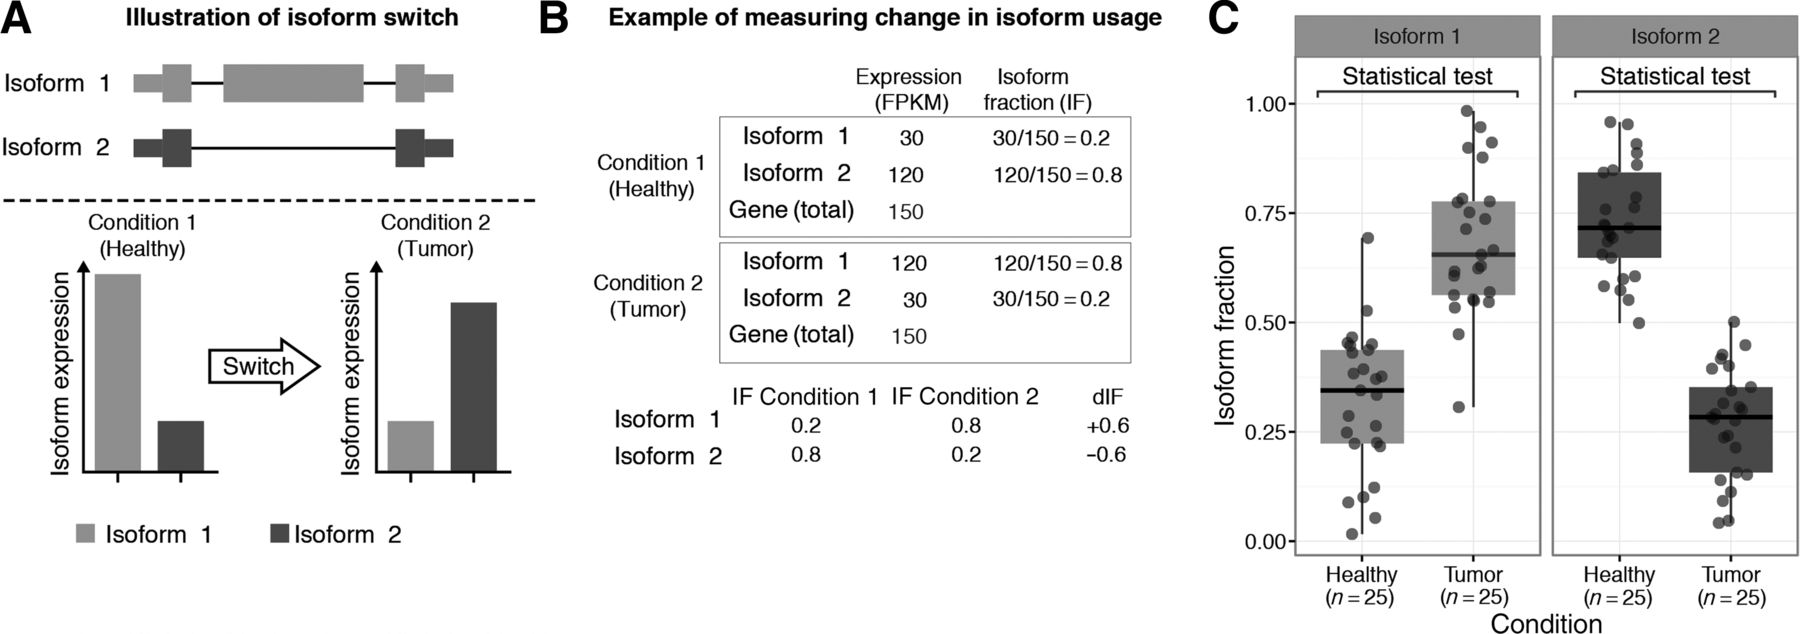 A
Illustration of isoform switch
Isoform 1
Isoform 2
Condition 1
(Healthy)
Condition 2
(Tumor)
Isoform expression
Switch
Isoform expression
Isoform 1
Isoform 2
B
Example of measuring change in isoform usage
Expression
(FPKM)
Isoform
fraction (IF)
Condition 1
(Healthy)
Isoform 1 30 30/150 = 0.2
Isoform 2 120 120/150 = 0.8
Gene (total) 150
Condition 2
(Tumor)
Isoform 1 120 120/150 = 0.8
Isoform 2 30 30/150 = 0.2
Gene (total) 150
IF Condition 1 IF Condition 2 dIF
Isoform 1 0.2 0.8 +0.6
Isoform 2 0.8 0.2 −0.6
C
Isoform 1
Isoform 2
Statistical test
Statistical test
Isoform fraction
1.00
0.75
0.50
0.25
0.00
Healthy
(n = 25)
Tumor
(n = 25)
Healthy
(n = 25)
Tumor
(n = 25)
Condition